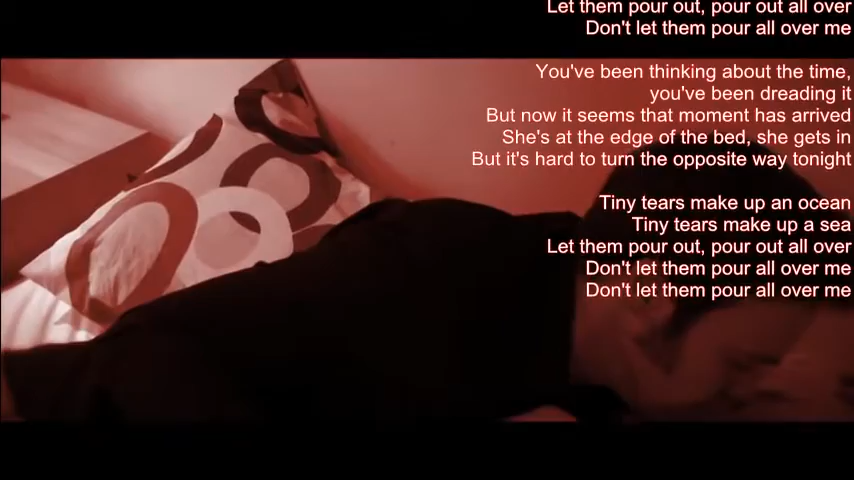 Let them pour out, pour out all over
Don't let them pour all over me
You've been thinking about the time,
you've been dreading it
But now it seems that moment has arrived
She's at the edge of the bed, she gets in
But it's hard to turn the opposite way tonight
Tiny tears make up an ocean
Tiny tears make up a sea
Let them pour out, pour out all over
Don't let them pour all over me
Don't let them pour all over me